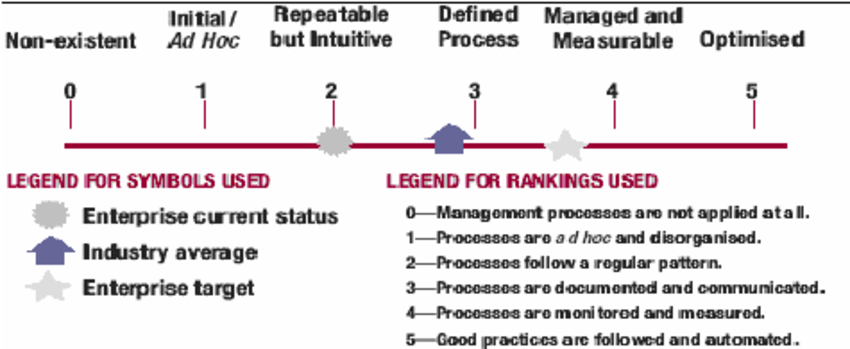 Non-existent
Initial/
Ad Hoc
Repeatable
but Intuitive
Defined
Process
Managed and
Measurable
Optimised
0 1 2 3 4 5
LEGEND FOR SYMBOLS USED
Enterprise current status
Industry average
Enterprise target
LEGEND FOR RANKINGS USED
0—Management processes are not applied at all.
1—Processes are ad hoc and disorganised.
2—Processes follow a regular pattern.
3—Processes are documented and communicated.
4—Processes are monitored and measured.
5—Good practices are followed and automated.